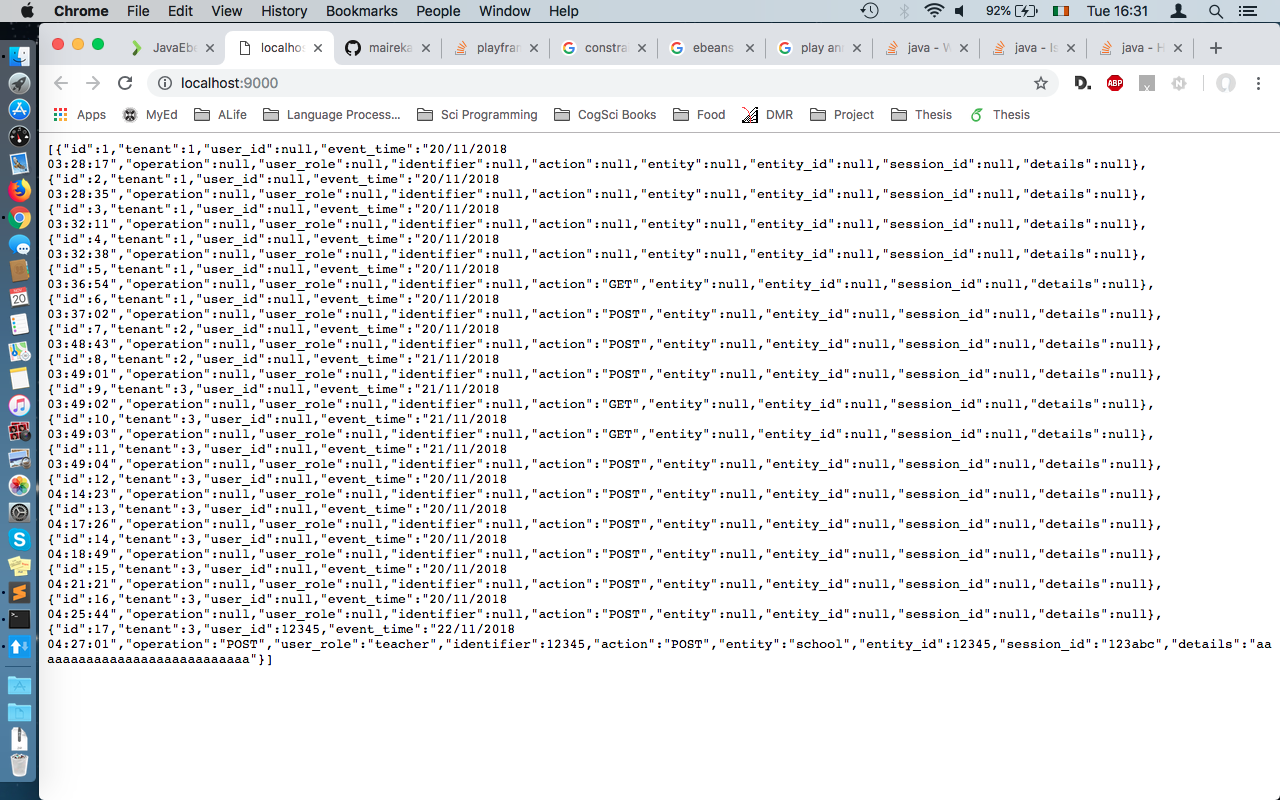 Chrome File Edit View History Bookmarks People Window Help 92% Tue 16:31
JavaEbe localhos maireka playfran constra ebeans play and java - W java - Is java - H
localhost:9000
Apps MyEd ALife Language Process... Sci Programming CogSci Books Food DMR Project Thesis Thesis
[{"id":1,"tenant":1,"user_id":null,"event_time":"20/11/2018
03:28:17","operation":null,"user_role":null,"identifier":null,"action":null,"entity":null,"entity_id":null,"session_id":null,"details":null},
{"id":2,"tenant":1,"user_id":null,"event_time":"20/11/2018
03:28:35","operation":null,"user_role":null,"identifier":null,"action":null,"entity":null,"entity_id":null,"session_id":null,"details":null},
{"id":3,"tenant":1,"user_id":null,"event_time":"20/11/2018
03:32:11","operation":null,"user_role":null,"identifier":null,"action":null,"entity":null,"entity_id":null,"session_id":null,"details":null},
{"id":4,"tenant":1,"user_id":null,"event_time":"20/11/2018
03:32:38","operation":null,"user_role":null,"identifier":null,"action":null,"entity":null,"entity_id":null,"session_id":null,"details":null},
{"id":5,"tenant":1,"user_id":null,"event_time":"20/11/2018
03:36:54","operation":null,"user_role":null,"identifier":null,"action":"GET","entity":null,"entity_id":null,"session_id":null,"details":null},
{"id":6,"tenant":1,"user_id":null,"event_time":"20/11/2018
03:37:02","operation":null,"user_role":null,"identifier":null,"action":"POST","entity":null,"entity_id":null,"session_id":null,"details":null},
{"id":7,"tenant":2,"user_id":null,"event_time":"20/11/2018
03:48:43","operation":null,"user_role":null,"identifier":null,"action":"POST","entity":null,"entity_id":null,"session_id":null,"details":null},
{"id":8,"tenant":2,"user_id":null,"event_time":"21/11/2018
03:49:01","operation":null,"user_role":null,"identifier":null,"action":"POST","entity":null,"entity_id":null,"session_id":null,"details":null},
{"id":9,"tenant":3,"user_id":null,"event_time":"21/11/2018
03:49:02","operation":null,"user_role":null,"identifier":null,"action":"GET","entity":null,"entity_id":null,"session_id":null,"details":null},
{"id":10,"tenant":3,"user_id":null,"event_time":"21/11/2018
03:49:03","operation":null,"user_role":null,"identifier":null,"action":"GET","entity":null,"entity_id":null,"session_id":null,"details":null},
{"id":11,"tenant":3,"user_id":null,"event_time":"21/11/2018
03:49:04","operation":null,"user_role":null,"identifier":null,"action":"POST","entity":null,"entity_id":null,"session_id":null,"details":null},
{"id":12,"tenant":3,"user_id":null,"event_time":"20/11/2018
04:14:23","operation":null,"user_role":null,"identifier":null,"action":"POST","entity":null,"entity_id":null,"session_id":null,"details":null},
{"id":13,"tenant":3,"user_id":null,"event_time":"20/11/2018
04:17:26","operation":null,"user_role":null,"identifier":null,"action":"POST","entity":null,"entity_id":null,"session_id":null,"details":null},
{"id":14,"tenant":3,"user_id":null,"event_time":"20/11/2018
04:18:49","operation":null,"user_role":null,"identifier":null,"action":"POST","entity":null,"entity_id":null,"session_id":null,"details":null},
{"id":15,"tenant":3,"user_id":null,"event_time":"20/11/2018
04:21:21","operation":null,"user_role":null,"identifier":null,"action":"POST","entity":null,"entity_id":null,"session_id":null,"details":null},
{"id":16,"tenant":3,"user_id":null,"event_time":"20/11/2018
04:25:44","operation":null,"user_role":null,"identifier":null,"action":"POST","entity":null,"entity_id":null,"session_id":null,"details":null},
{"id":17,"tenant":3,"user_id":12345,"event_time":"22/11/2018
04:27:01","operation":"POST","user_role":"teacher","identifier":12345,"action":"POST","entity":"school","entity_id":12345,"session_id":"123abc","details":"aa
aaaaaaaaaaaaaaaaaaaaaaaaaa"}]